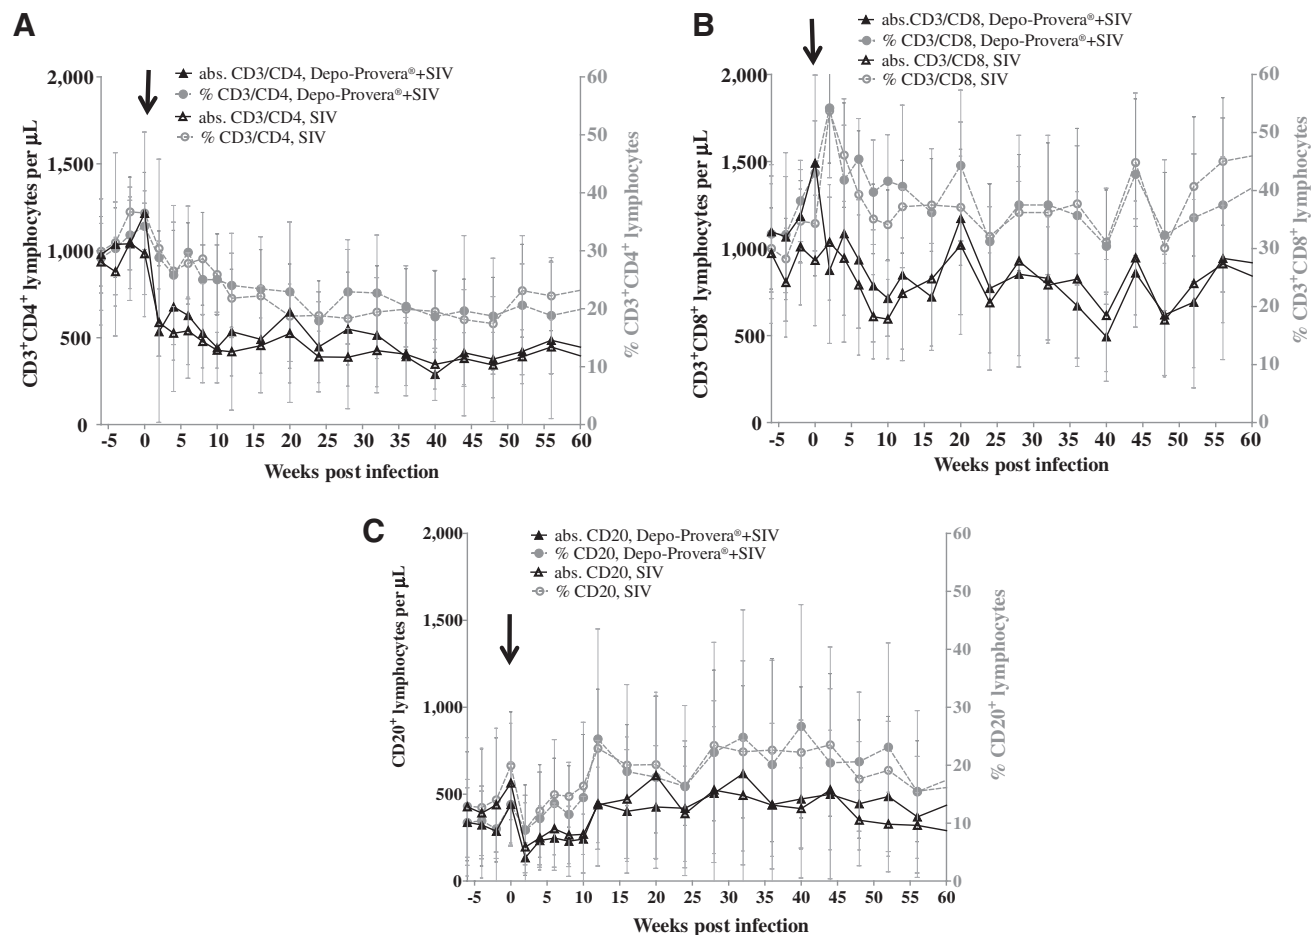 A
abs. CD3/CD4, Depo-Provera®+SIV
% CD3/CD4, Depo-Provera®+SIV
abs. CD3/CD4, SIV
% CD3/CD4, SIV
CD3+CD4+ lymphocytes per μL
2,000
1,500
1,000
500
0
60
50
40
30
20
10
0
% CD3+CD4+ lymphocytes
-5 0 5 10 15 20 25 30 35 40 45 50 55 60
Weeks post infection
B
abs.CD3/CD8, Depo-Provera®+SIV
% CD3/CD8, Depo-Provera®+SIV
abs. CD3/CD8, SIV
% CD3/CD8, SIV
CD3+CD8+ lymphocytes per μL
2,000
1,500
1,000
500
0
60
50
40
30
20
10
0
% CD3+CD8+ lymphocytes
-5 0 5 10 15 20 25 30 35 40 45 50 55 60
Weeks post infection
C
abs. CD20, Depo-Provera®+SIV
% CD20, Depo-Provera®+SIV
abs. CD20, SIV
% CD20, SIV
CD20+ lymphocytes per μL
2,000
1,500
1,000
500
0
60
50
40
30
20
10
0
% CD20+ lymphocytes
-5 0 5 10 15 20 25 30 35 40 45 50 55 60
Weeks post infection